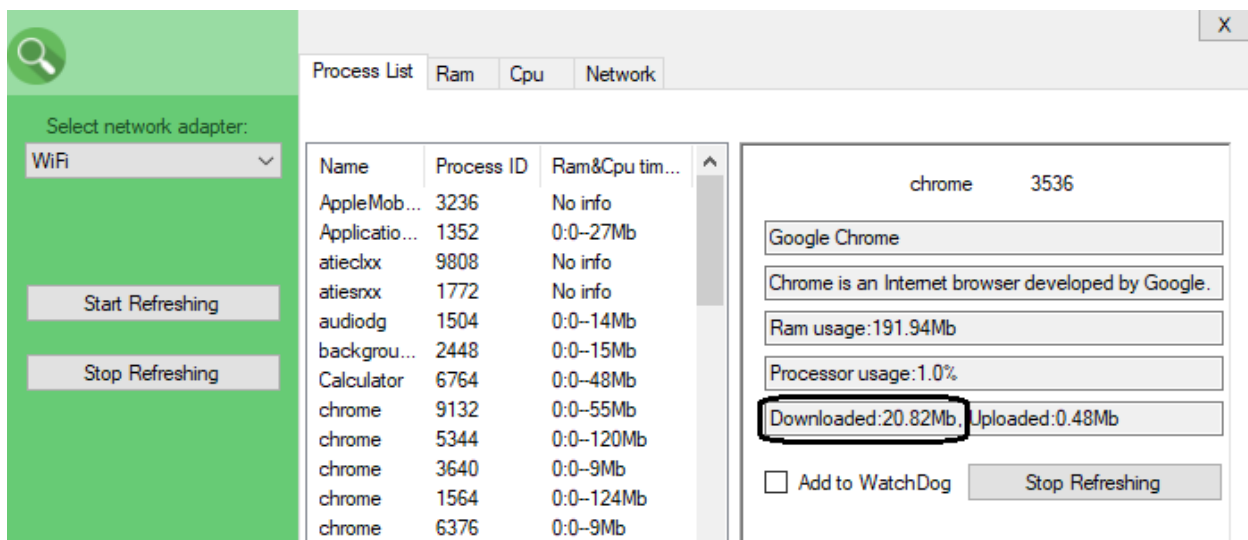 X
Process List Ram Cpu Network
Select network adapter:
WiFi
Start Refreshing
Stop Refreshing
Name Process ID Ram&Cpu tim...
AppleMob... 3236 No info
Applicatio... 1352 0:0--27Mb
atieclxx 9808 No info
atiesrxx 1772 No info
audiodg 1504 0:0--14Mb
backgrou... 2448 0:0--15Mb
Calculator 6764 0:0--48Mb
chrome 9132 0:0--55Mb
chrome 5344 0:0--120Mb
chrome 3640 0:0--9Mb
chrome 1564 0:0--124Mb
chrome 6376 0:0--9Mb
chrome 3536
Google Chrome
Chrome is an Internet browser developed by Google.
Ram usage:191.94Mb
Processor usage:1.0%
Downloaded:20.82Mb, Uploaded:0.48Mb
Add to WatchDog Stop Refreshing